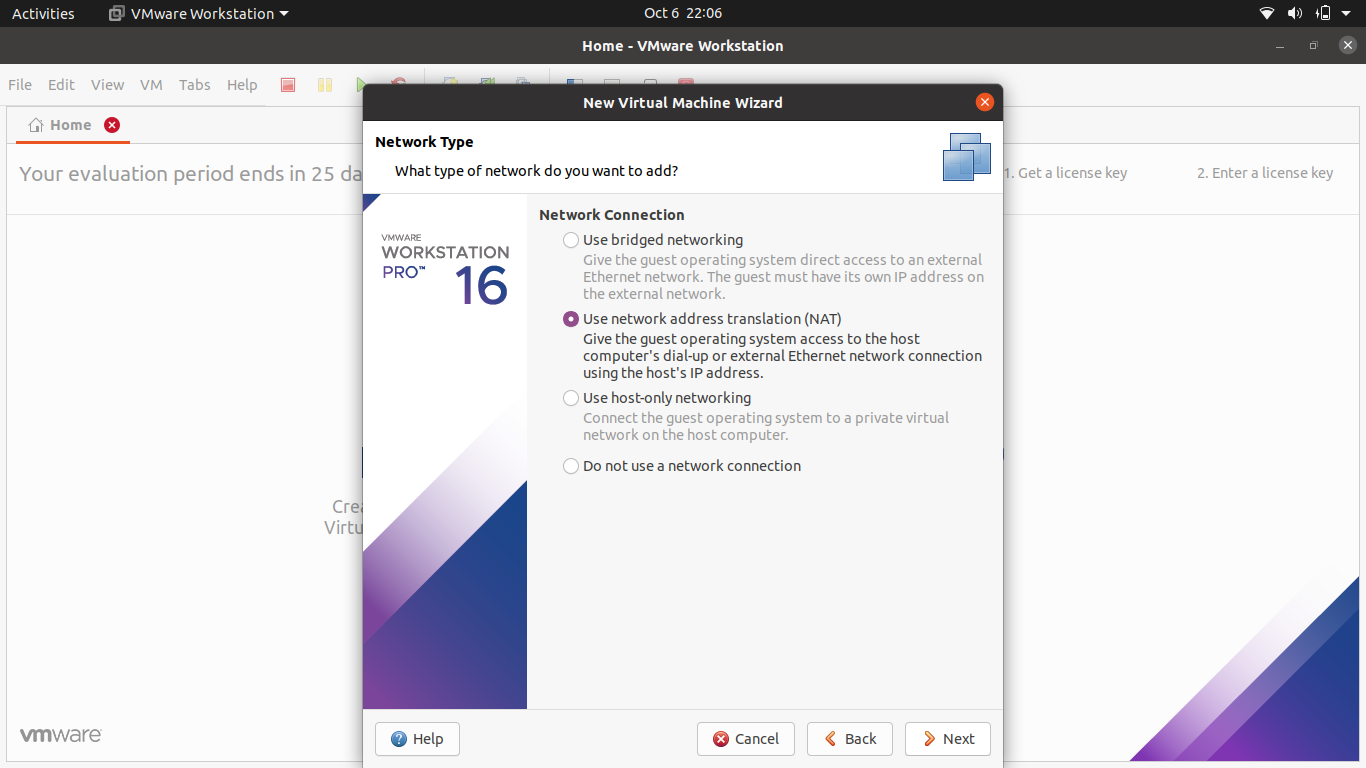 Activities
VMware Workstation
Oct 6 22:06
Home - VMware Workstation
File Edit View VM Tabs Help
New Virtual Machine Wizard
Home
Network Type
What type of network do you want to add?
Your evaluation period ends in 25 da
1. Get a license key
2. Enter a license key
VMWARE
WORKSTATION
PRO™
16
Network Connection
Use bridged networking
Give the guest operating system direct access to an external
Ethernet network. The guest must have its own IP address on
the external network.
Use network address translation (NAT)
Give the guest operating system access to the host
computer's dial-up or external Ethernet network connection
using the host's IP address.
Use host-only networking
Connect the guest operating system to a private virtual
network on the host computer.
Do not use a network connection
Crea
Virtu
vmware
Help
Cancel
Back
Next